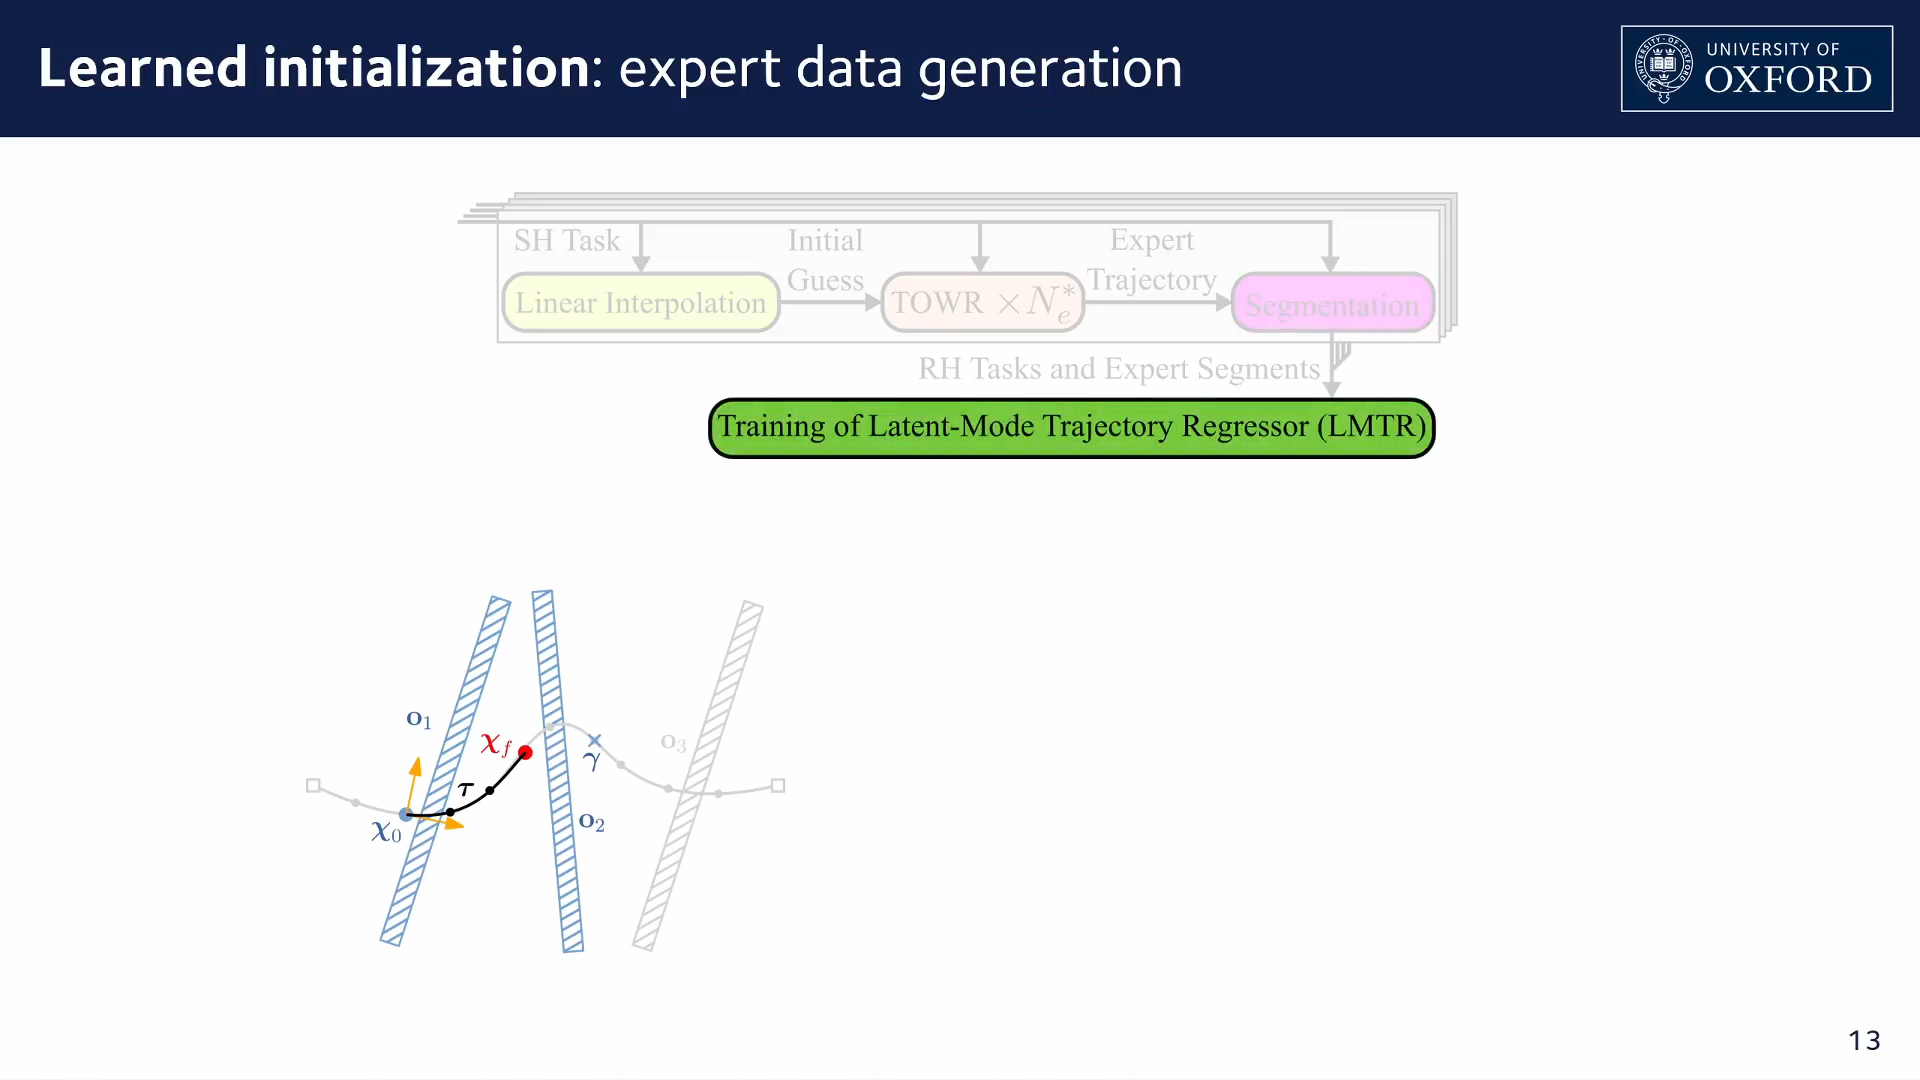 Learned initialization: expert data generation
UNIVERSITY OF
OXFORD
SH Task
Initial
Guess
Expert
Trajectory
Linear Interpolation
TOWR × N*e
Segmentation
RH Tasks and Expert Segments
Training of Latent-Mode Trajectory Regressor (LMTR)
o1
χf
γ
o3
τ
χ0
o2
13